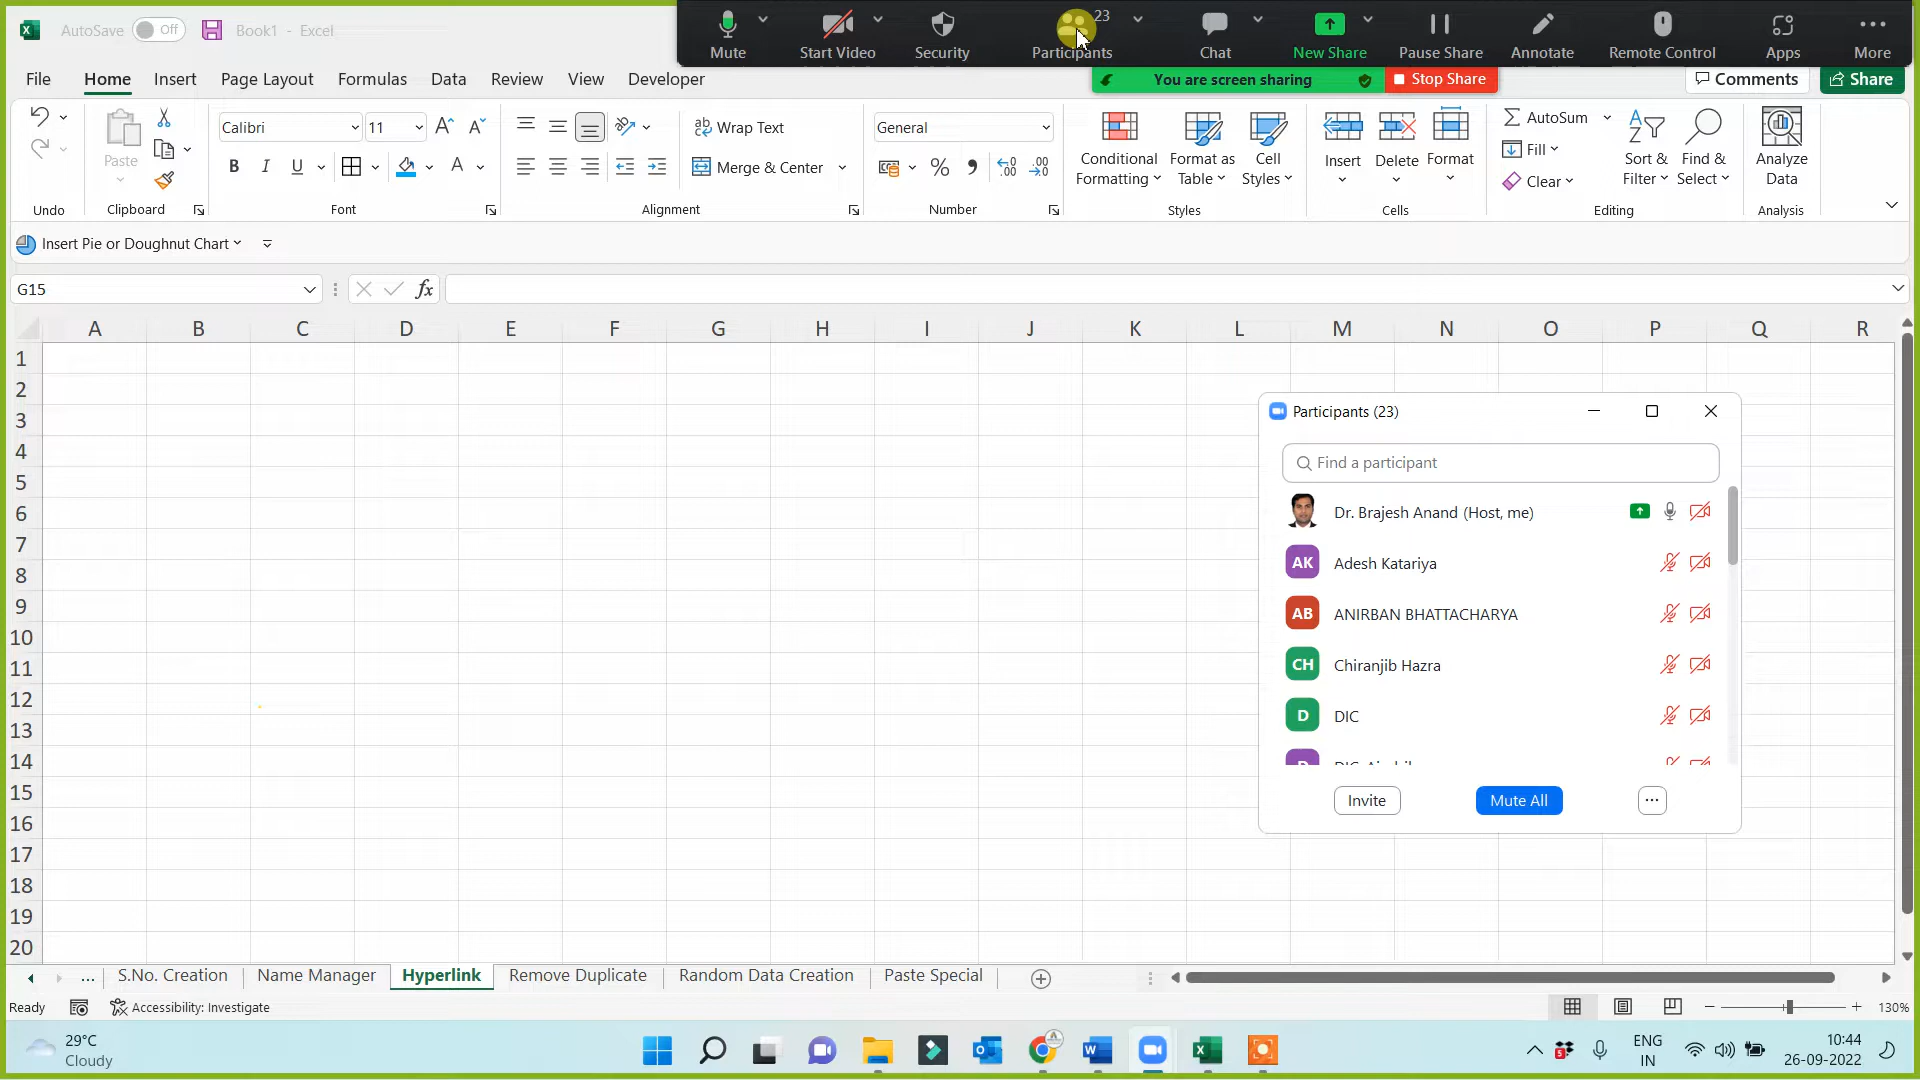 AutoSave Off Book1 - Excel
Mute Start Video Security Participants 23 Chat New Share Pause Share Annotate Remote Control Apps More
File Home Insert Page Layout Formulas Data Review View Developer
You are screen sharing Stop Share Comments Share
Calibri 11 Wrap Text General AutoSum
Paste B I U A Merge & Center % Conditional Formatting Format as Table Cell Styles Insert Delete Format Fill Sort & Filter Find & Select Analyze Data
Clear
Undo Clipboard Font Alignment Number Styles Cells Editing Analysis
Insert Pie or Doughnut Chart
G15 fx
A B C D E F G H I J K L M N O P Q R
1
2
3
4
5
6
7
8
9
10
11
12
13
14
15
16
17
18
19
20
Participants (23)
Find a participant
Dr. Brajesh Anand (Host, me)
AK Adesh Katariya
AB ANIRBAN BHATTACHARYA
CH Chiranjib Hazra
D DIC
Invite Mute All ...
... S.No. Creation Name Manager Hyperlink Remove Duplicate Random Data Creation Paste Special
Ready Accessibility: Investigate 130%
29°C
Cloudy
ENG
IN
10:44
26-09-2022